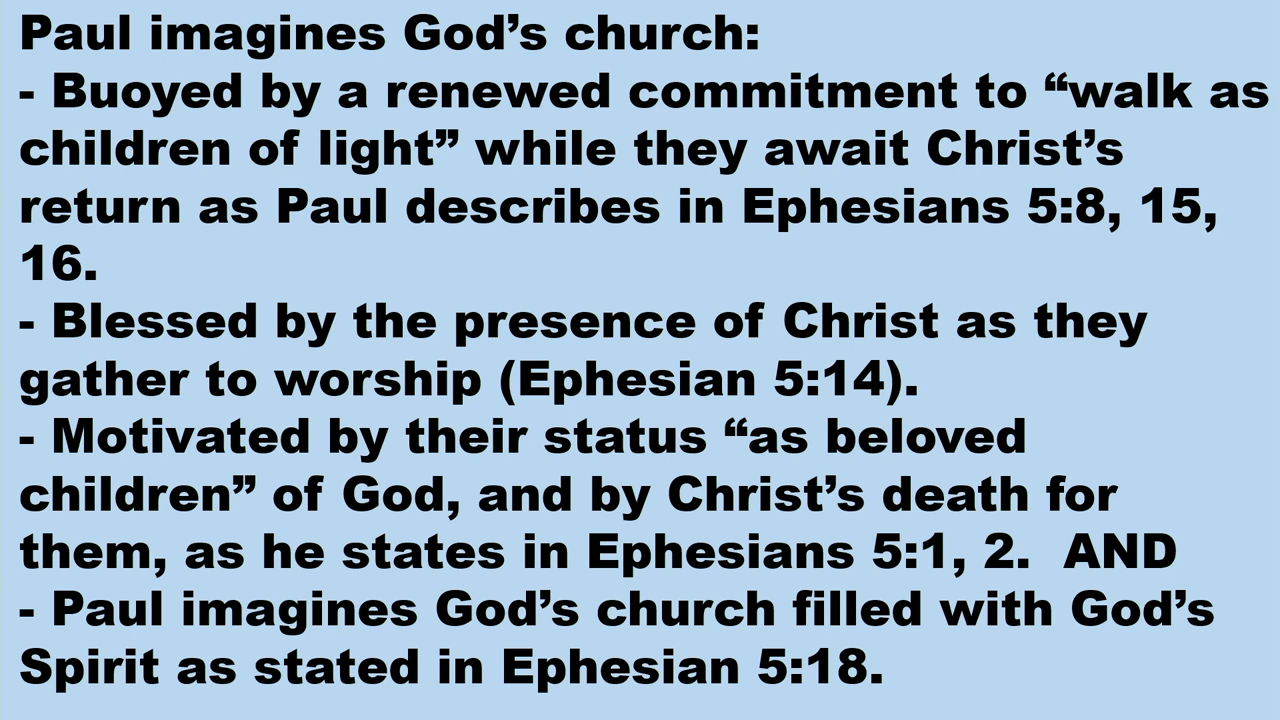 Paul imagines God’s church:
- Buoyed by a renewed commitment to “walk as
children of light” while they await Christ’s
return as Paul describes in Ephesians 5:8, 15,
16.
- Blessed by the presence of Christ as they
gather to worship (Ephesian 5:14).
- Motivated by their status “as beloved
children” of God, and by Christ’s death for
them, as he states in Ephesians 5:1, 2.  AND
- Paul imagines God’s church filled with God’s
Spirit as stated in Ephesian 5:18.